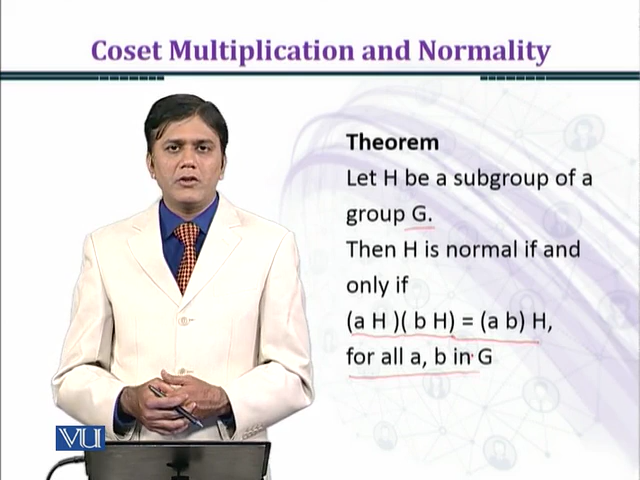 Coset Multiplication and Normality
Theorem
Let H be a subgroup of a
group G.
Then H is normal if and
only if
(a H )( b H) = (a b) H,
for all a, b in G
VU